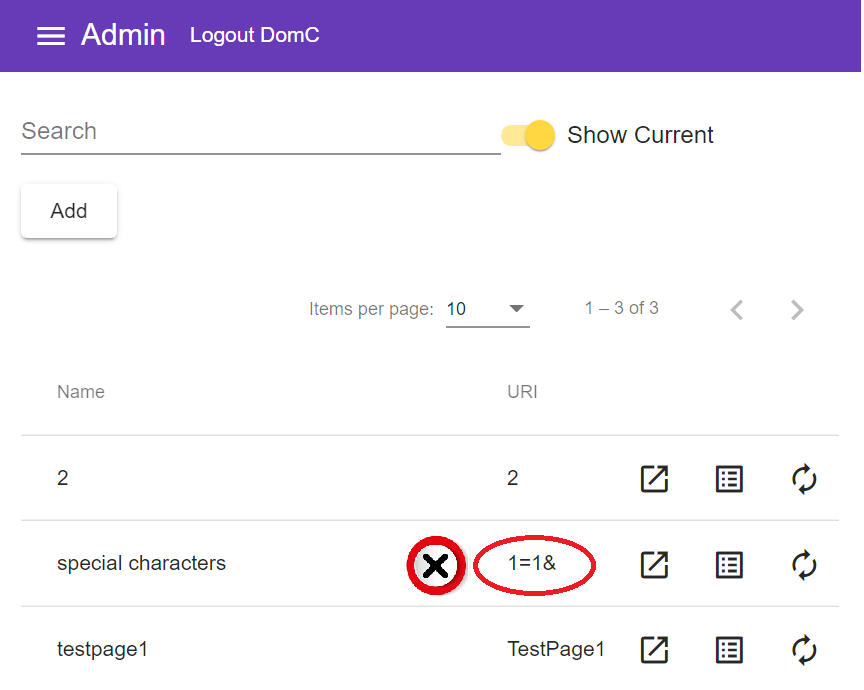 Admin Logout DomC
Search Show Current
Add
Items per page: 10 1 – 3 of 3
Name URI
2 2
special characters 1=1&
testpage1 TestPage1